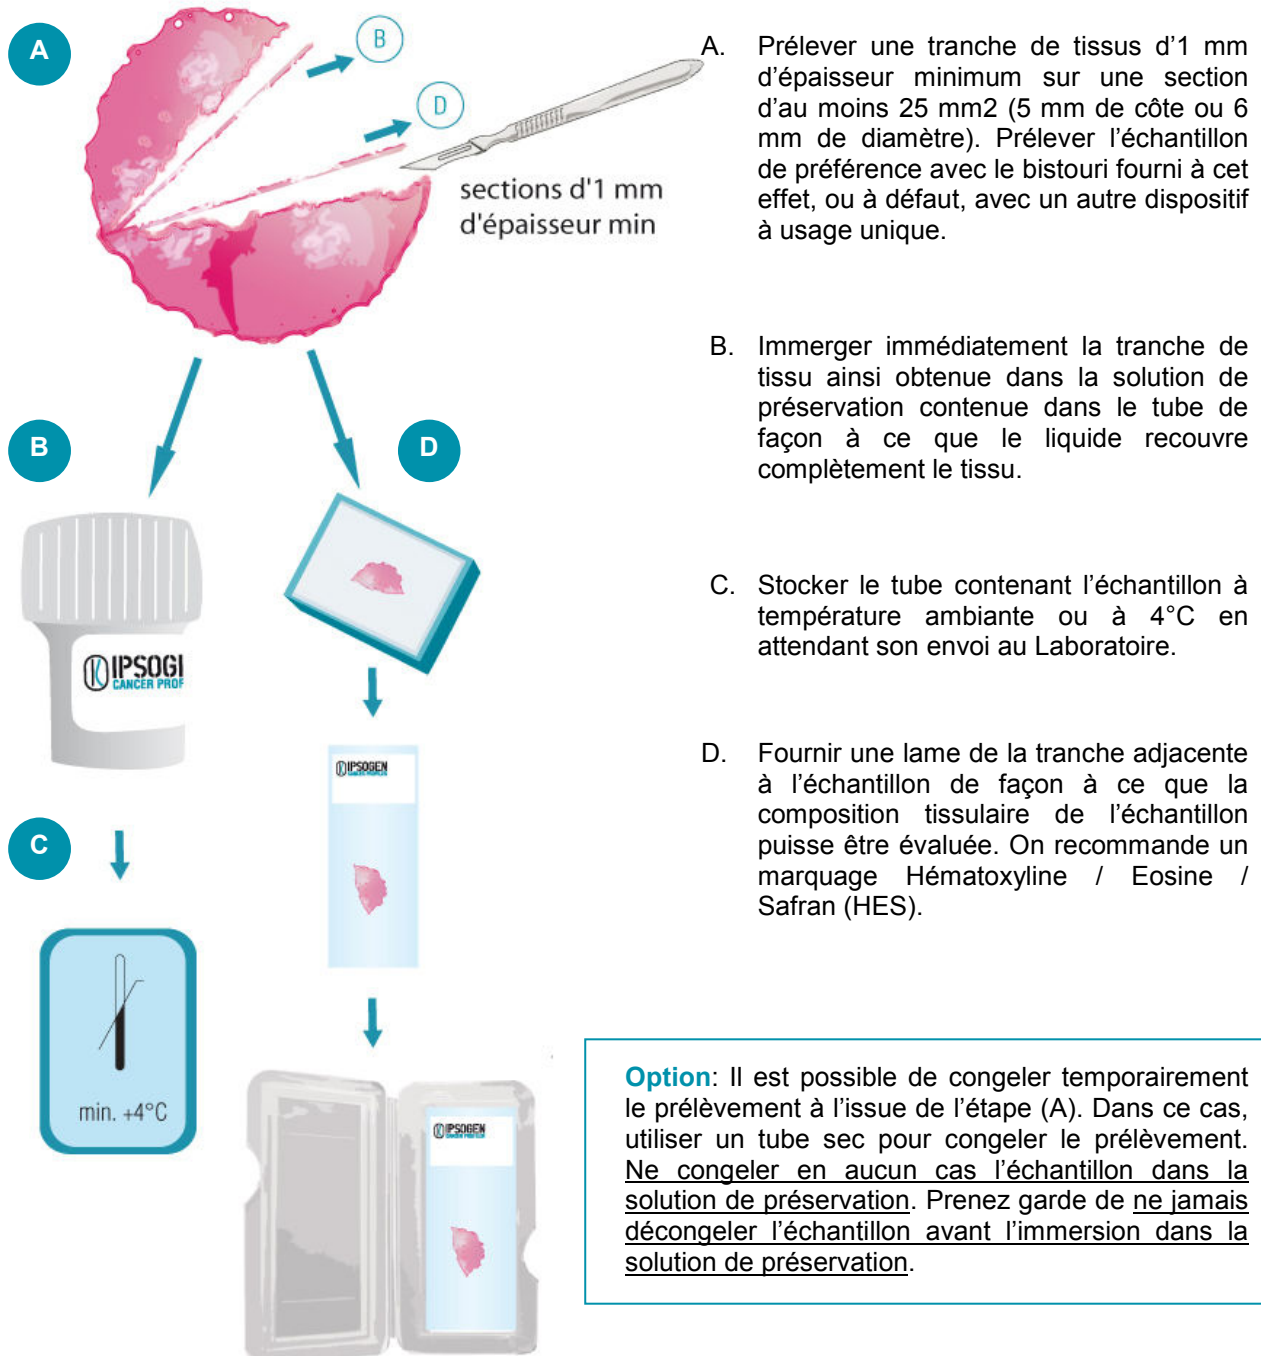 A
B
D
sections d'1 mm
d'épaisseur min
B
D
IPSOGI
CANCER PROF
IPSOGEN
CANCER PROFILER
C
min. +4°C
IPSOGEN
CANCER PROFILER
A. Prélever une tranche de tissus d’1 mm
d’épaisseur minimum sur une section
d’au moins 25 mm2 (5 mm de côte ou 6
mm de diamètre). Prélever l’échantillon
de préférence avec le bistouri fourni à cet
effet, ou à défaut, avec un autre dispositif
à usage unique.
B. Immerger immédiatement la tranche de
tissu ainsi obtenue dans la solution de
préservation contenue dans le tube de
façon à ce que le liquide recouvre
complètement le tissu.
C. Stocker le tube contenant l’échantillon à
température ambiante ou à 4°C en
attendant son envoi au Laboratoire.
D. Fournir une lame de la tranche adjacente
à l’échantillon de façon à ce que la
composition tissulaire de l’échantillon
puisse être évaluée. On recommande un
marquage Hématoxyline / Eosine /
Safran (HES).
Option: Il est possible de congeler temporairement
le prélèvement à l’issue de l’étape (A). Dans ce cas,
utiliser un tube sec pour congeler le prélèvement.
Ne congeler en aucun cas l’échantillon dans la
solution de préservation. Prenez garde de ne jamais
décongeler l’échantillon avant l’immersion dans la
solution de préservation.